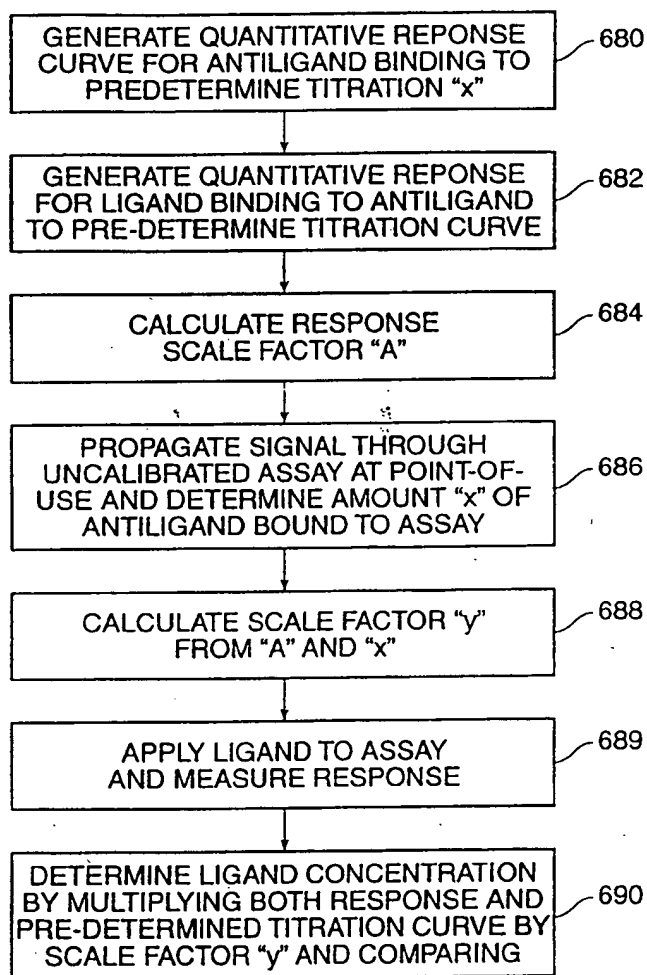 GENERATE QUANTITATIVE REPONSE
CURVE FOR ANTILIGAND BINDING TO
PREDETERMINE TITRATION “x”
680
GENERATE QUANTITATIVE REPONSE
FOR LIGAND BINDING TO ANTILIGAND
TO PRE-DETERMINE TITRATION CURVE
682
CALCULATE RESPONSE
SCALE FACTOR “A”
684
PROPAGATE SIGNAL THROUGH
UNCALIBRATED ASSAY AT POINT-OF-
USE AND DETERMINE AMOUNT “x” OF
ANTILIGAND BOUND TO ASSAY
686
CALCULATE SCALE FACTOR “y”
FROM “A” AND “x”
688
APPLY LIGAND TO ASSAY
AND MEASURE RESPONSE
689
DETERMINE LIGAND CONCENTRATION
BY MULTIPLYING BOTH RESPONSE AND
PRE-DETERMINED TITRATION CURVE BY
SCALE FACTOR “y” AND COMPARING
690